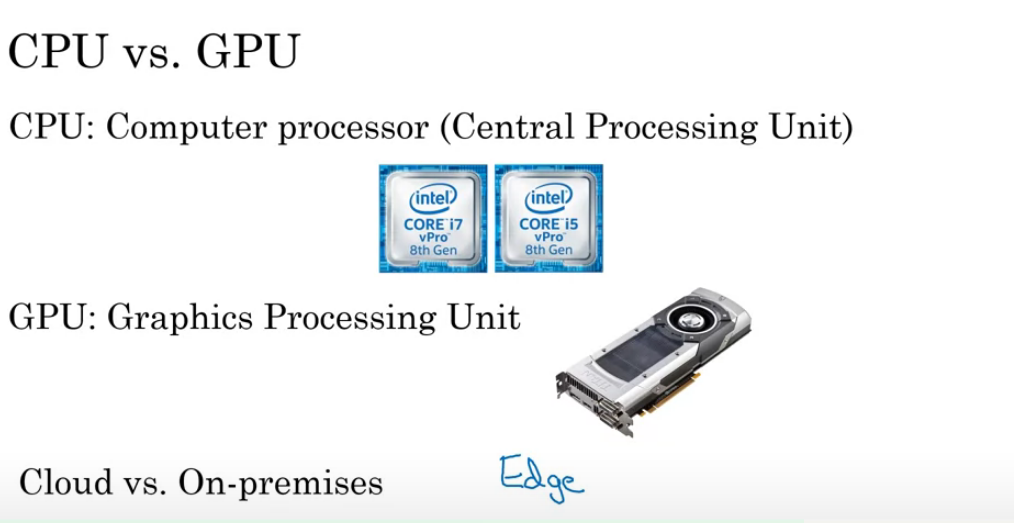 CPU vs. GPU
CPU: Computer processor (Central Processing Unit)
intel intel
CORE i7 CORE i5
vPro vPro
8th Gen 8th Gen
GPU: Graphics Processing Unit
Cloud vs. On-premises Edge